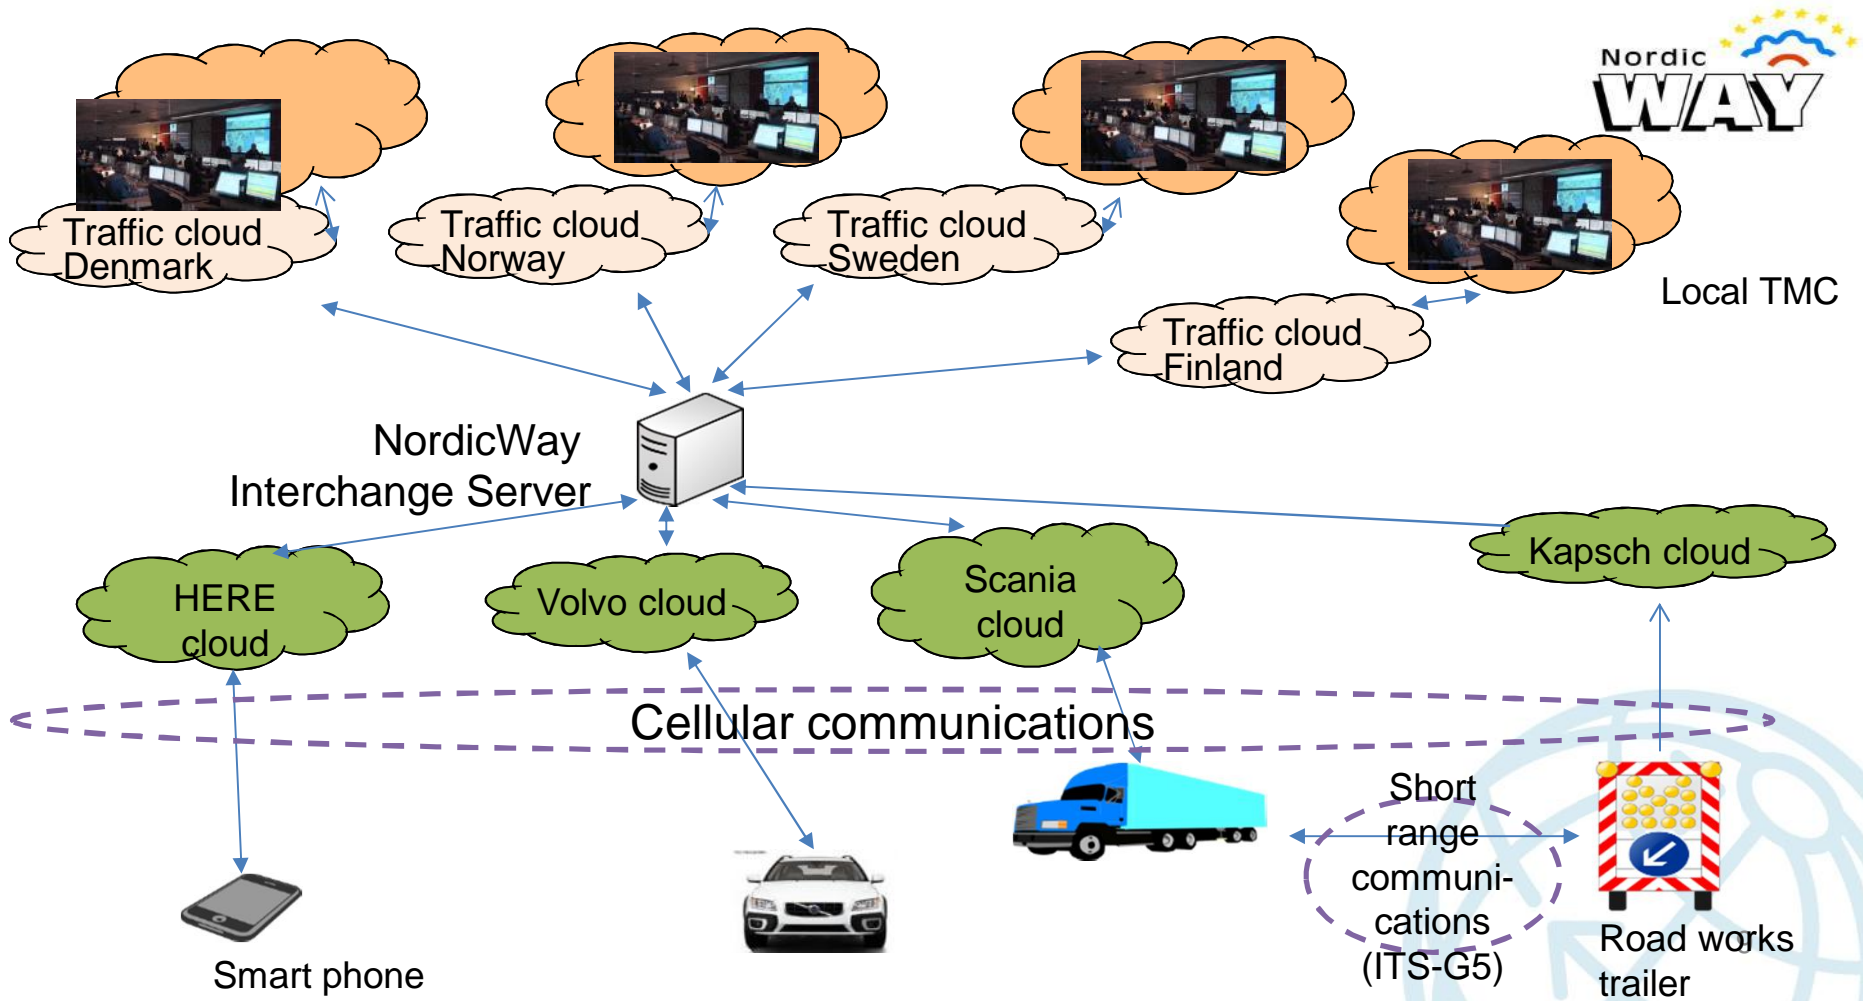 Nordic
WAY
Traffic cloud
Denmark
Traffic cloud
Norway
Traffic cloud
Sweden
Local TMC
Traffic cloud
Finland
NordicWay
Interchange Server
HERE
cloud
Volvo cloud
Scania
cloud
Kapsch cloud
Cellular communications
Short
range
communi-
cations
(ITS-G5)
Smart phone
Road works
trailer